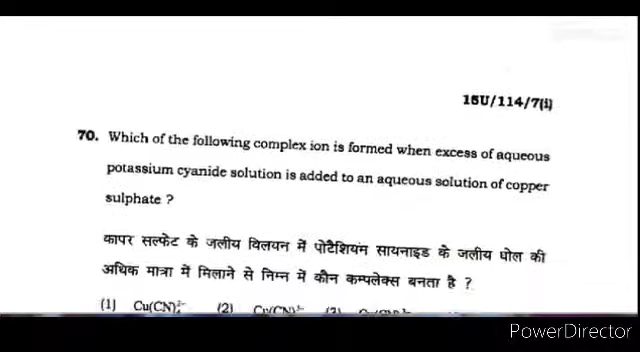 15U/114/7(i)
70. Which of the following complex ion is formed when excess of aqueous
potassium cyanide solution is added to an aqueous solution of copper
sulphate ?
कापर सल्फेट के जलीय विलयन में पोटैशियम सायनाइड के जलीय घोल की
अधिक मात्रा में मिलाने से निम्न में कौन कम्पलेक्स बनता है ?
(1) (2) (3)
PowerDirector